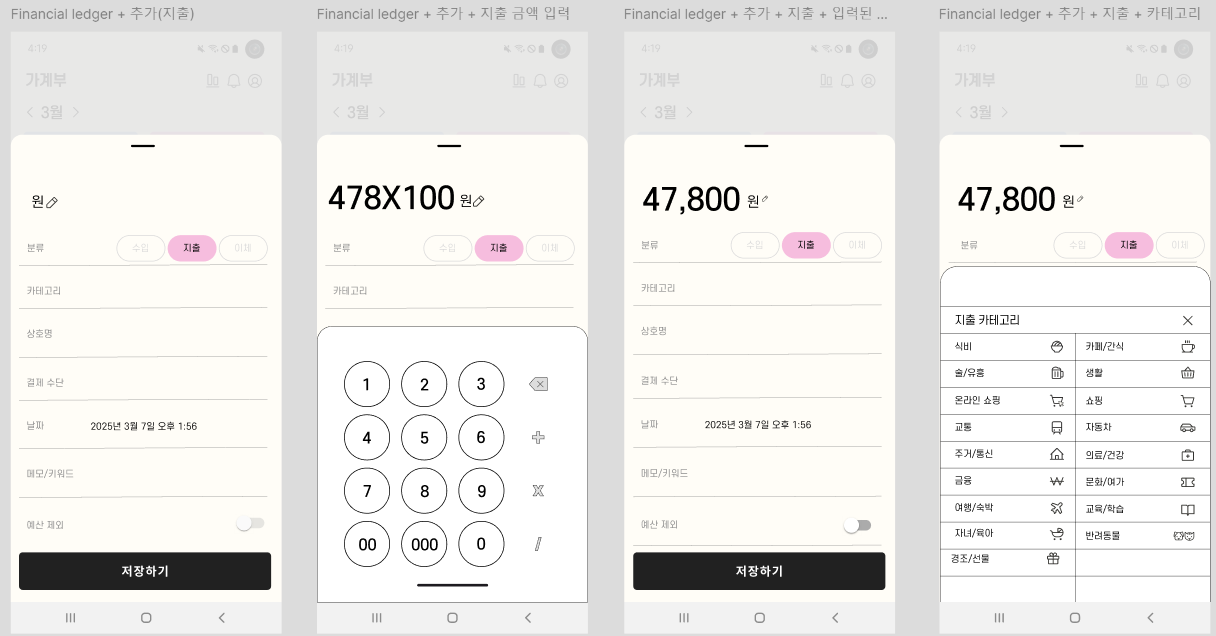 Financial ledger + 추가(지출)
4:19
가계부
< 3월 >
원
분류 수입 지출 이체
카테고리
상호명
결제 수단
날짜 2025년 3월 7일 오후 1:56
메모/키워드
예산 제외
저장하기
Financial ledger + 추가 + 지출 금액 입력
4:19
가계부
< 3월 >
478X100 원
분류 수입 지출 이체
카테고리
1 2 3
4 5 6 +
7 8 9 X
00 000 0 /
Financial ledger + 추가 + 지출 + 입력된 ...
4:19
가계부
< 3월 >
47,800 원
분류 수입 지출 이체
카테고리
상호명
결제 수단
날짜 2025년 3월 7일 오후 1:56
메모/키워드
예산 제외
저장하기
Financial ledger + 추가 + 지출 + 카테고리
4:19
가계부
< 3월 >
47,800 원
분류 수입 지출 이체
지출 카테고리
식비 카페/간식
술/유흥 생활
온라인 쇼핑 쇼핑
교통 자동차
주거/통신 의료/건강
금융 문화/여가
여행/숙박 교육/학습
자녀/육아 반려동물
경조/선물